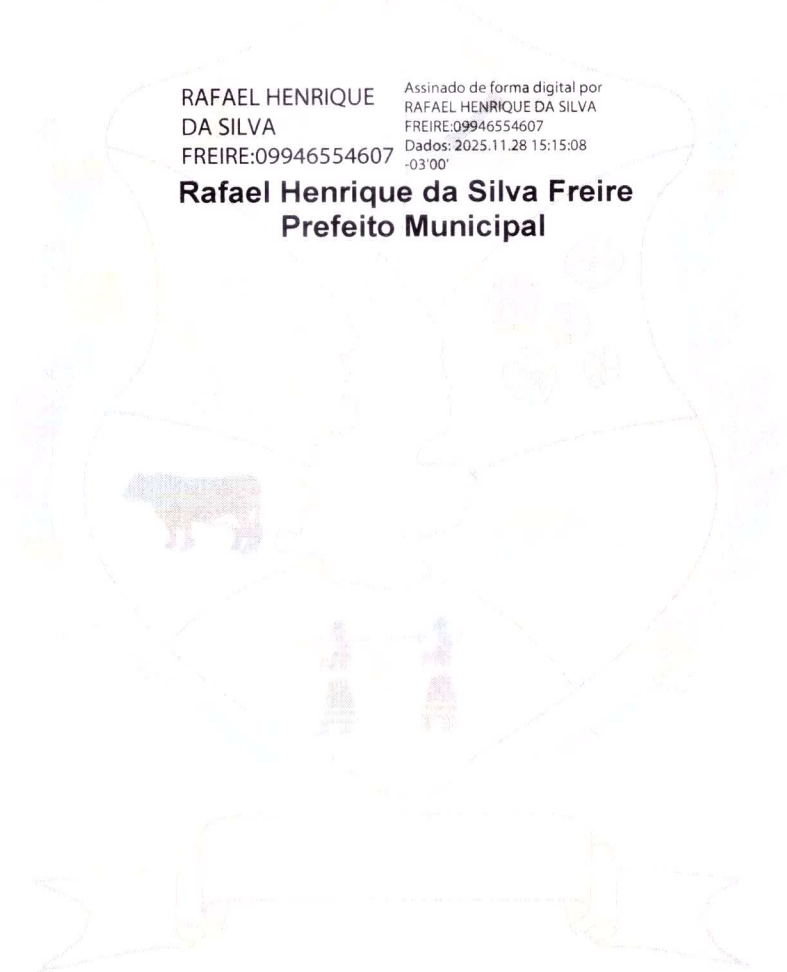 RAFAEL HENRIQUE
DA SILVA
FREIRE:09946554607
Assinado de forma digital por
RAFAEL HENRIQUE DA SILVA
FREIRE:09946554607
Dados: 2025.11.28 15:15:08
-03'00'
Rafael Henrique da Silva Freire
Prefeito Municipal